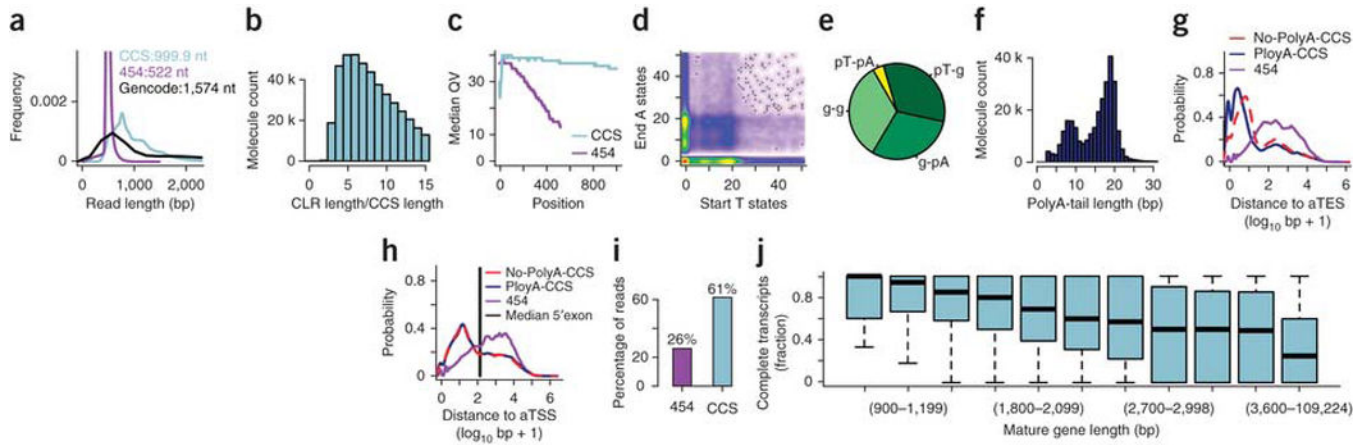 a
Frequency
0.002
0
CCS:999.9 nt
454:522 nt
Gencode:1,574 nt
0 1,000 2,000
Read length (bp)
b
Molecule count
40 k
20 k
0
0 5 10 15
CLR length/CCS length
c
Median QV
30
10
0
CCS
454
0 400 800
Position
d
End A states
40
20
0
0 20 40
Start T states
e
pT-pA
pT-g
g-g
g-pA
f
Molecule count
40 k
20 k
0
0 10 20 30
PolyA-tail length (bp)
g
No-PolyA-CCS
PloyA-CCS
454
Probability
0.8
0.4
0
0 2 4 6
Distance to aTES
(log10 bp + 1)
h
No-PolyA-CCS
PloyA-CCS
454
Median 5′exon
Probability
0.8
0.4
0
0 2 4 6
Distance to aTSS
(log10 bp + 1)
i
Percentage of reads
60
40
20
0
26%
61%
454 CCS
j
Complete transcripts
(fraction)
0.8
0.4
0
(900–1,199) (1,800–2,099) (2,700–2,998) (3,600–109,224)
Mature gene length (bp)